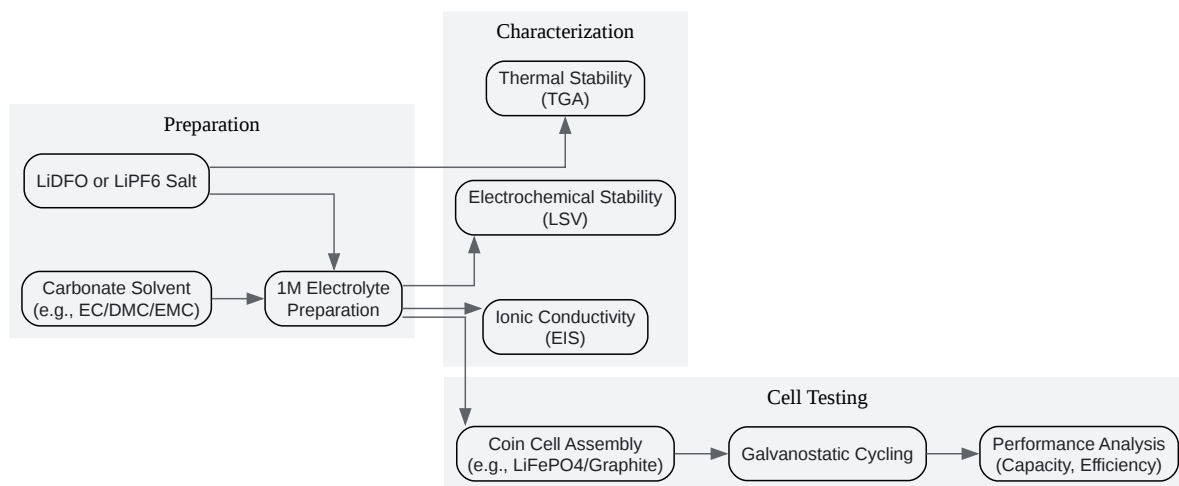 Characterization
Thermal Stability
(TGA)
Preparation
LiDFO or LiPF6 Salt
Electrochemical Stability
(LSV)
Carbonate Solvent
(e.g., EC/DMC/EMC)
1M Electrolyte
Preparation
Ionic Conductivity
(EIS)
Cell Testing
Coin Cell Assembly
(e.g., LiFePO4/Graphite)
Galvanostatic Cycling
Performance Analysis
(Capacity, Efficiency)